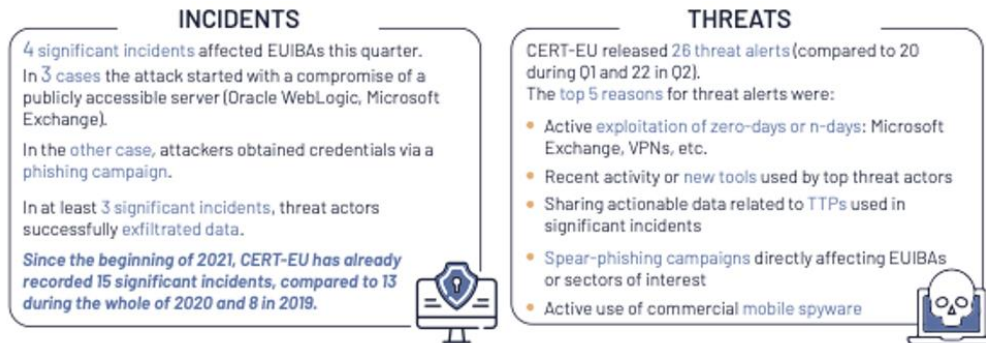 INCIDENTS
4 significant incidents affected EUIBAs this quarter.
In 3 cases the attack started with a compromise of a
publicly accessible server (Oracle WebLogic, Microsoft
Exchange).
In the other case, attackers obtained credentials via a
phishing campaign.
In at least 3 significant incidents, threat actors
successfully exfiltrated data.
Since the beginning of 2021, CERT-EU has already
recorded 15 significant incidents, compared to 13
during the whole of 2020 and 8 in 2019.
THREATS
CERT-EU released 26 threat alerts (compared to 20
during Q1 and 22 in Q2).
The top 5 reasons for threat alerts were:
• Active exploitation of zero-days or n-days: Microsoft
Exchange, VPNs, etc.
• Recent activity or new tools used by top threat actors
• Sharing actionable data related to TTPs used in
significant incidents
• Spear-phishing campaigns directly affecting EUIBAs
or sectors of interest
• Active use of commercial mobile spyware